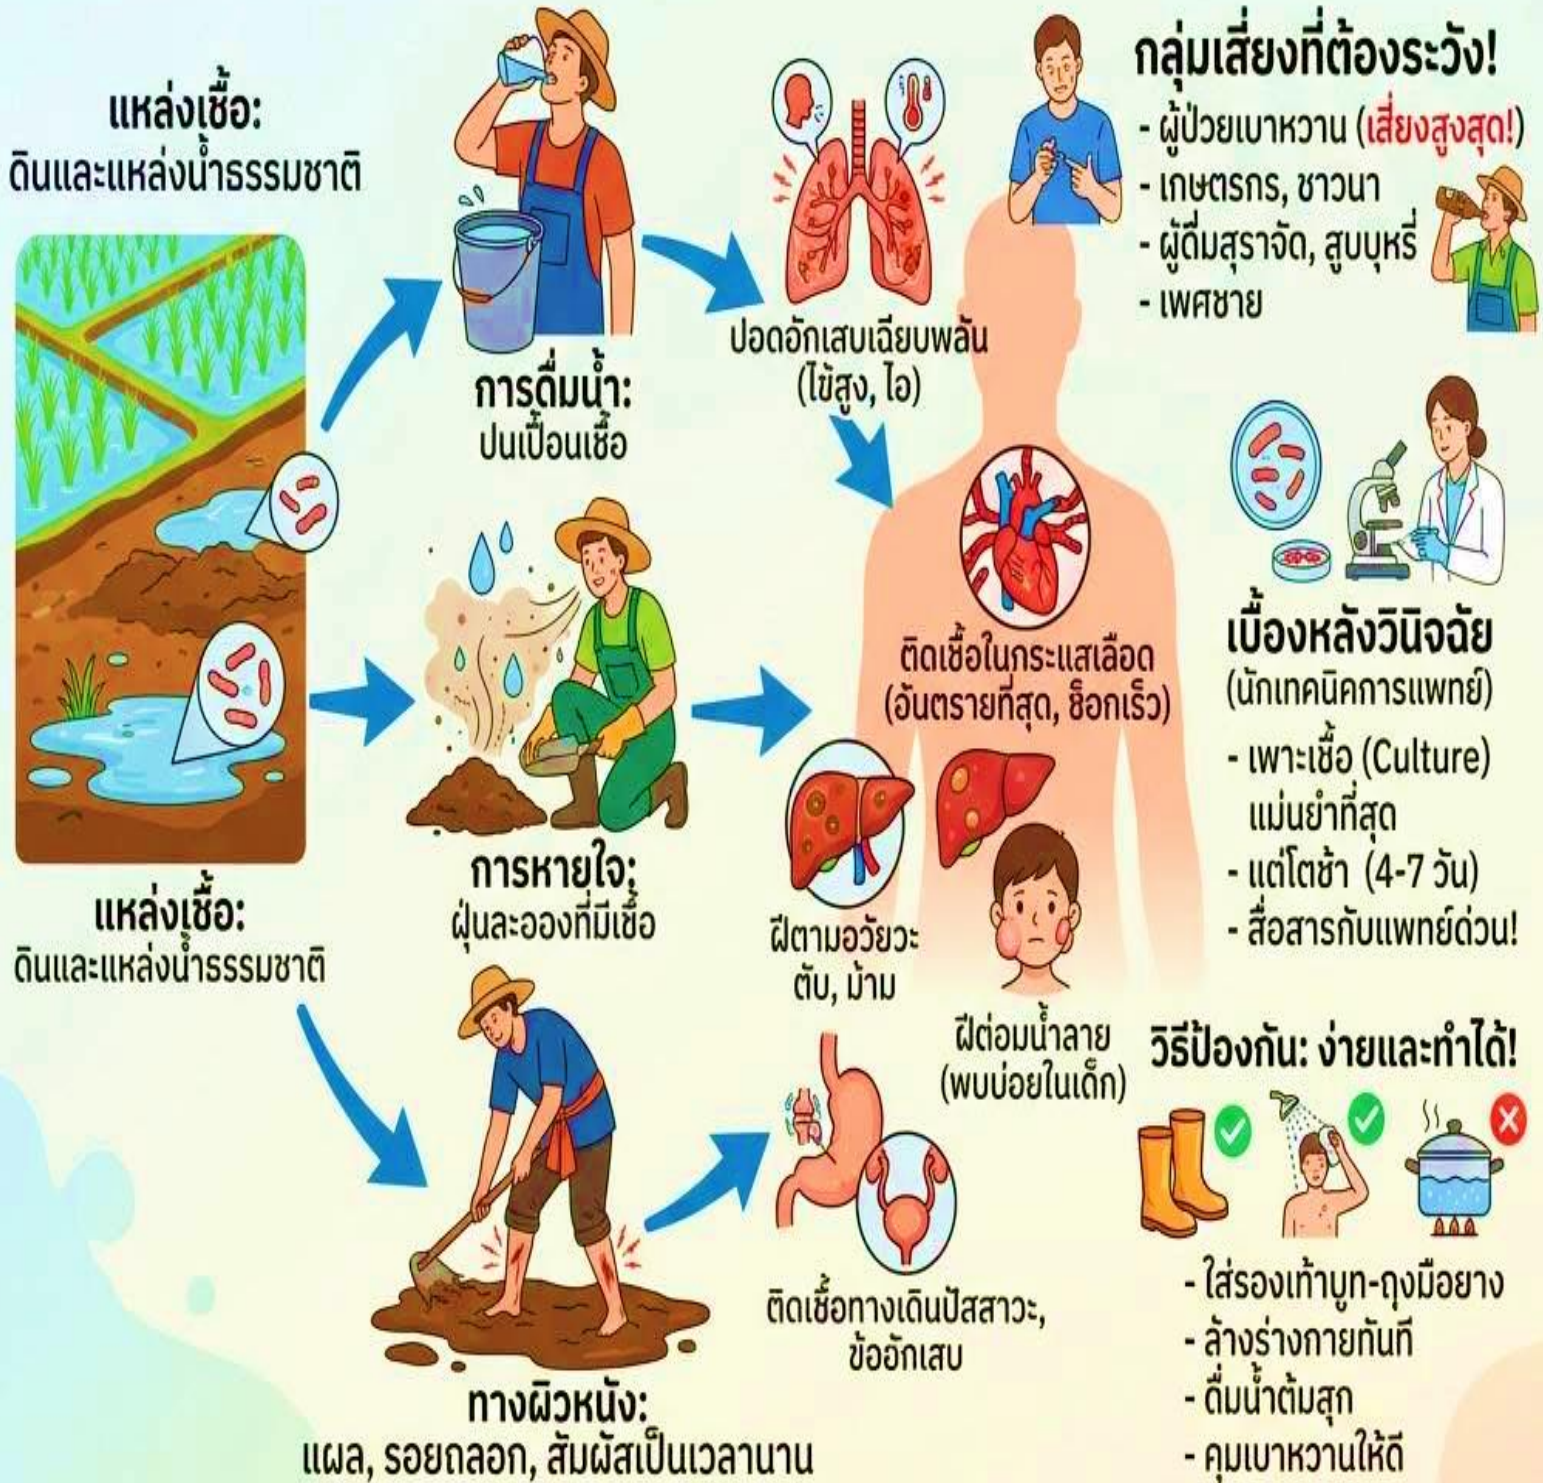 แหล่งเชื้อ:
ดินและแหล่งน้ำธรรมชาติ
แหล่งเชื้อ:
ดินและแหล่งน้ำธรรมชาติ
การดื่มน้ำ:
ปนเปื้อนเชื้อ
การหายใจ:
ฝุ่นละอองที่มีเชื้อ
ทางผิวหนัง:
แผล, รอยถลอก, สัมผัสเป็นเวลานาน
ปอดอักเสบเฉียบพลัน
(ไข้สูง, ไอ)
ติดเชื้อในกระแสเลือด
(อันตรายที่สุด, ช็อกเร็ว)
ฝีตามอวัยวะ
ตับ, ม้าม
ฝีต่อมน้ำลาย
(พบบ่อยในเด็ก)
ติดเชื้อทางเดินปัสสาวะ,
ข้ออักเสบ
กลุ่มเสี่ยงที่ต้องระวัง!
- ผู้ป่วยเบาหวาน (เสี่ยงสูงสุด!)
- เกษตรกร, ชาวนา
- ผู้ดื่มสุราจัด, สูบบุหรี่
- เพศชาย
เบื้องหลังวินิจฉัย
(นักเทคนิคการแพทย์)
- เพาะเชื้อ (Culture)
แม่นยำที่สุด
- แต่โตช้า (4-7 วัน)
- สื่อสารกับแพทย์ด่วน!
วิธีป้องกัน: ง่ายและทำได้!
- ใส่รองเท้าบูท-ถุงมือยาง
- ล้างร่างกายทันที
- ดื่มน้ำต้มสุก
- คุมเบาหวานให้ดี